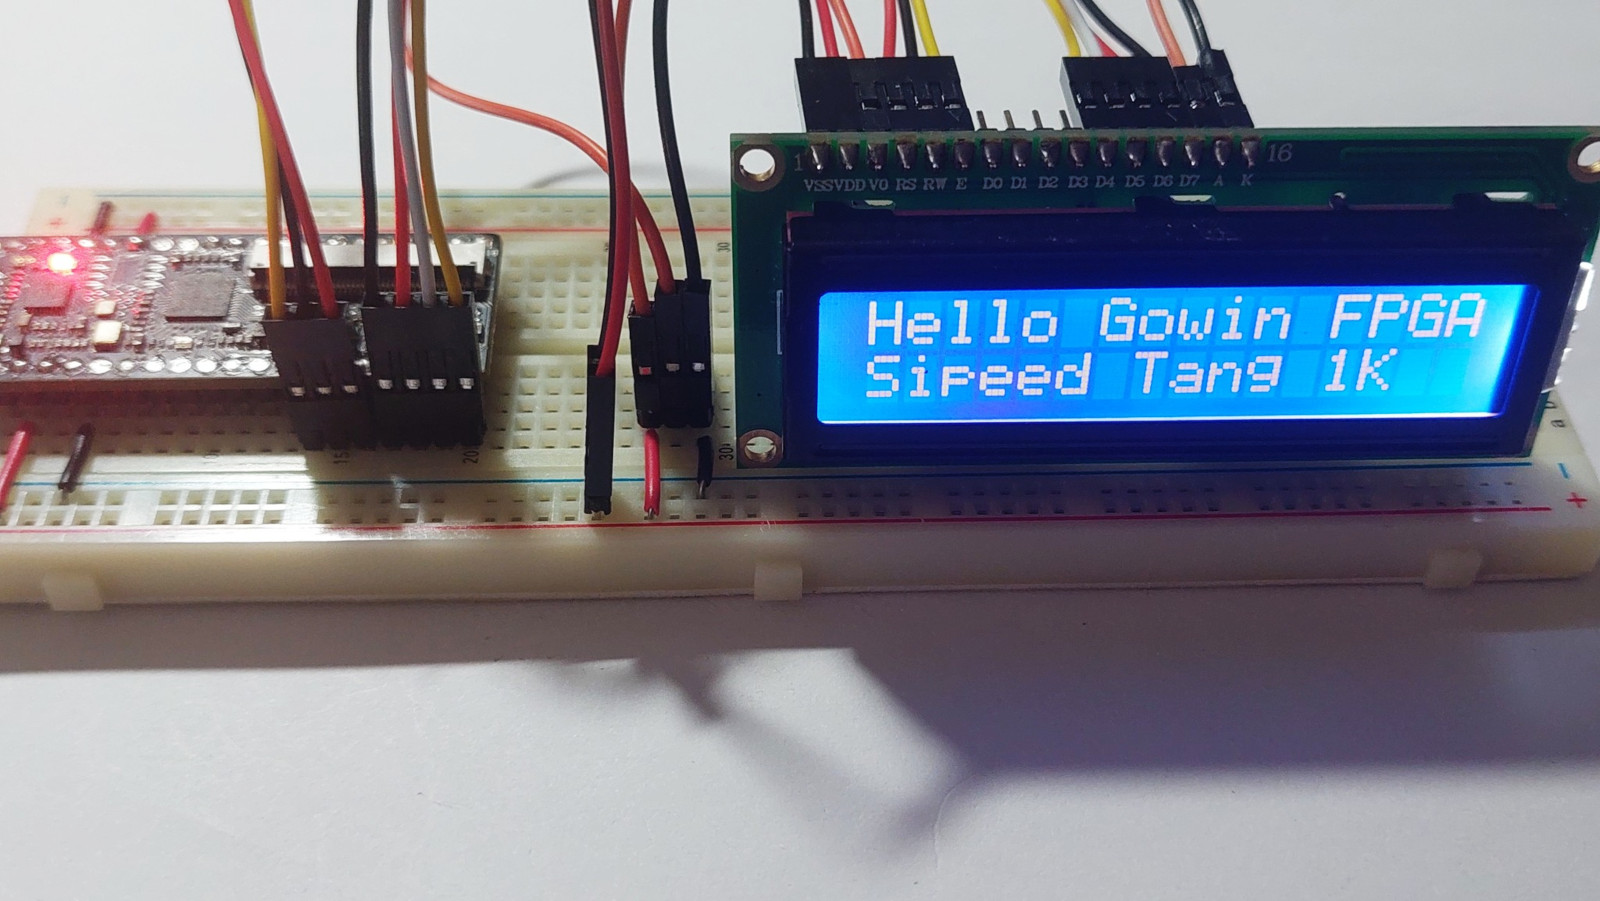 1 16
VSS VDD V0 RS RW E D0 D1 D2 D3 D4 D5 D6 D7 A K
Hello Gowin FPGA
Sipeed Tang 1K
30
15 20 30
a
- +